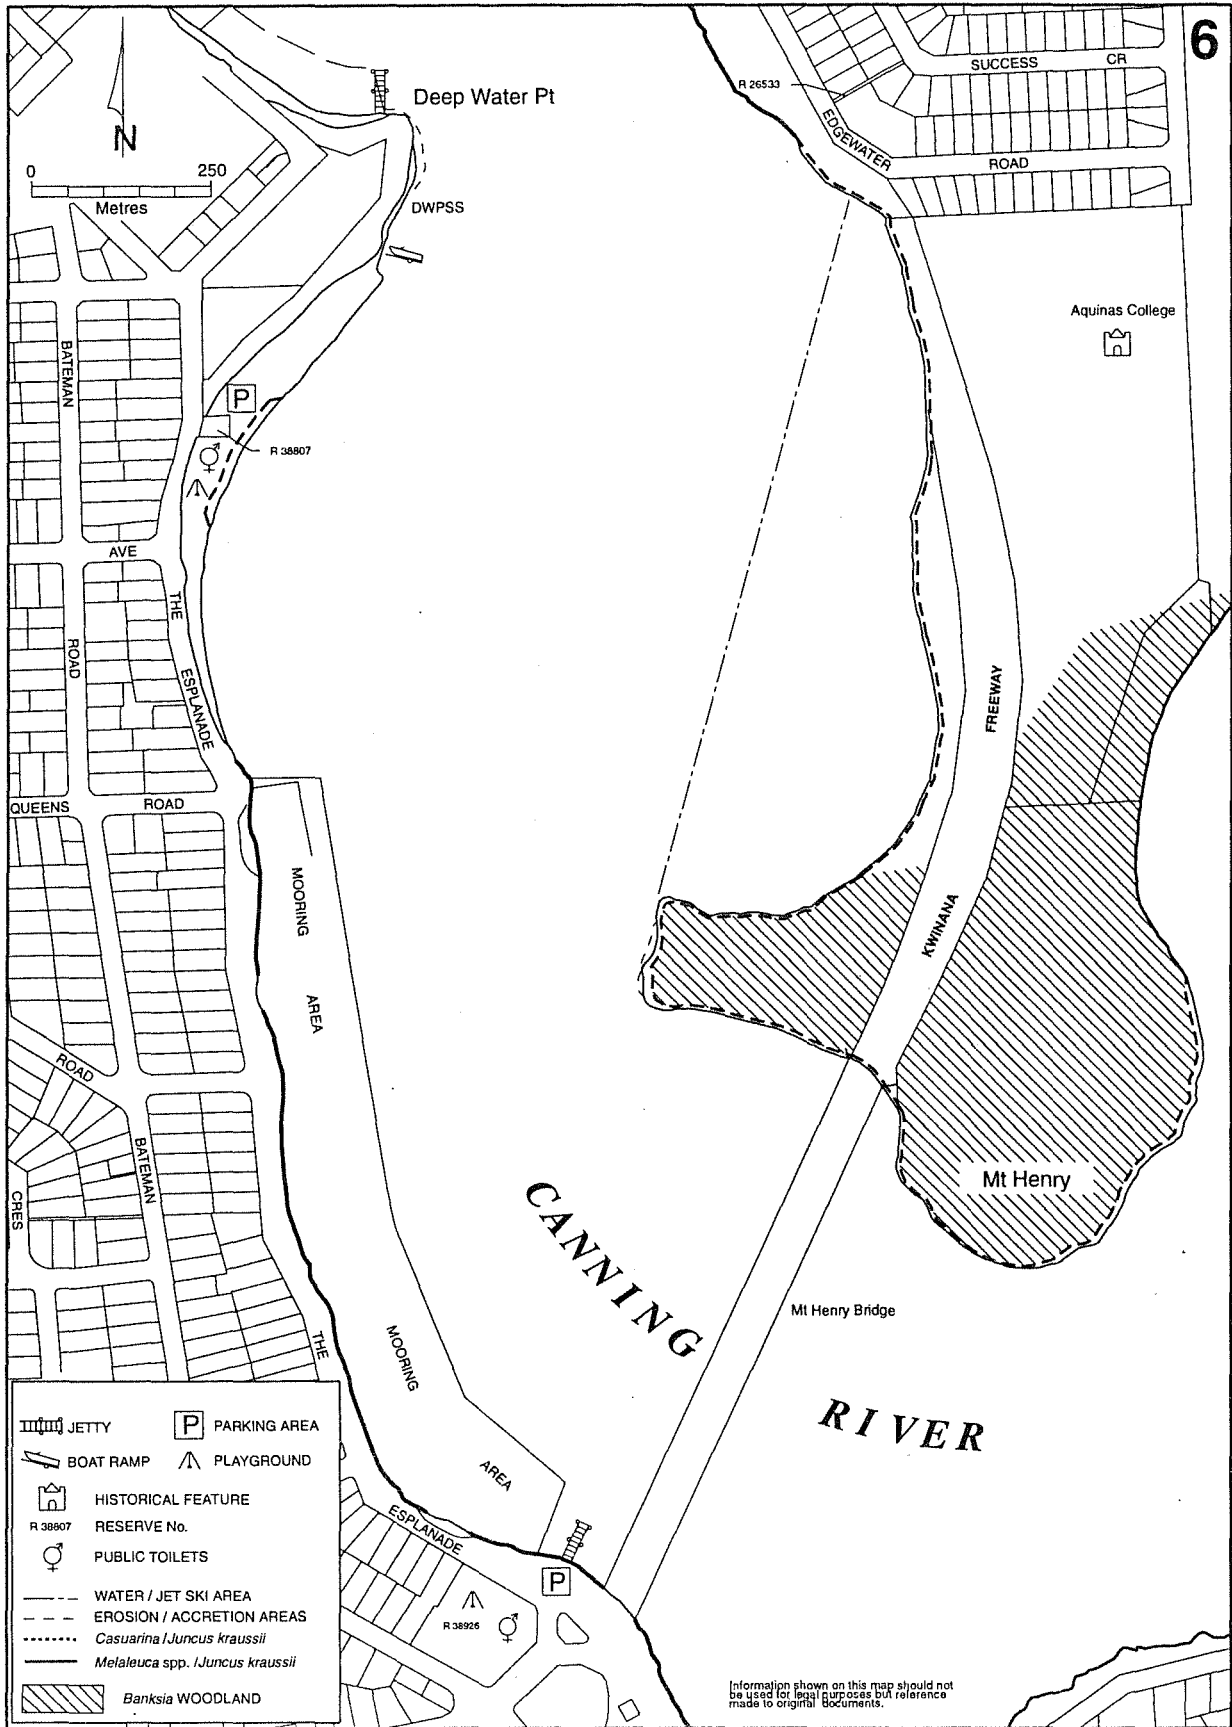 6
SUCCESS CR
R 26533
Deep Water Pt
EDGEWATER
ROAD
N
0 250
Metres
DWPSS
Aquinas College
BATEMAN
P
R 38807
AVE
THE
ROAD
ESPLANADE
FREEWAY
QUEENS ROAD
MOORING
KWINANA
AREA
ROAD
BATEMAN
Mt Henry
CRES
CANNING
Mt Henry Bridge
THE
MOORING
RIVER
AREA
ESPLANADE
P
R 38926
JETTY
P PARKING AREA
BOAT RAMP
PLAYGROUND
HISTORICAL FEATURE
R 38807 RESERVE No.
PUBLIC TOILETS
WATER / JET SKI AREA
EROSION / ACCRETION AREAS
Casuarina / Juncus kraussii
Melaleuca spp. / Juncus kraussii
Banksia WOODLAND
Information shown on this map should not
be used for legal purposes but reference
made to original documents.